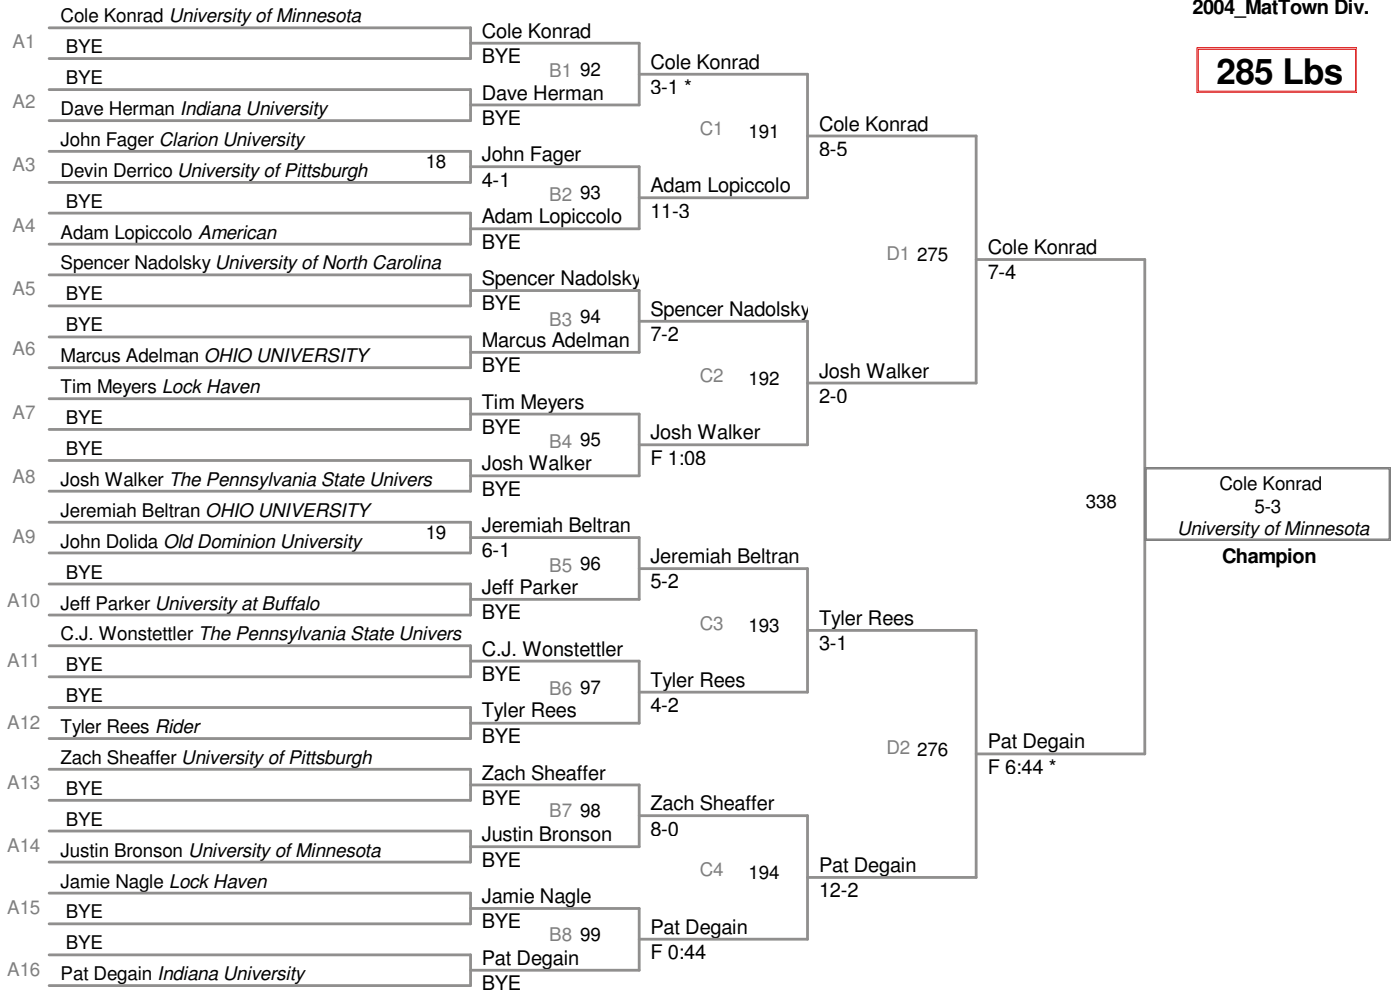 2004_MatTown Div.
285 Lbs
A1
Cole Konrad University of Minnesota
BYE
A2
BYE
Dave Herman Indiana University
A3
John Fager Clarion University
Devin Derrico University of Pittsburgh
18
A4
BYE
Adam Lopiccolo American
A5
Spencer Nadolsky University of North Carolina
BYE
A6
BYE
Marcus Adelman OHIO UNIVERSITY
A7
Tim Meyers Lock Haven
BYE
A8
BYE
Josh Walker The Pennsylvania State Univers
A9
Jeremiah Beltran OHIO UNIVERSITY
John Dolida Old Dominion University
19
A10
BYE
Jeff Parker University at Buffalo
A11
C.J. Wonstettler The Pennsylvania State Univers
BYE
A12
BYE
Tyler Rees Rider
A13
Zach Sheaffer University of Pittsburgh
BYE
A14
BYE
Justin Bronson University of Minnesota
A15
Jamie Nagle Lock Haven
BYE
A16
BYE
Pat Degain Indiana University
Cole Konrad
BYE
B1 92
Dave Herman
BYE
John Fager
4-1
B2 93
Adam Lopiccolo
BYE
Spencer Nadolsky
BYE
B3 94
Marcus Adelman
BYE
Tim Meyers
BYE
B4 95
Josh Walker
BYE
Jeremiah Beltran
6-1
B5 96
Jeff Parker
BYE
C.J. Wonstettler
BYE
B6 97
Tyler Rees
BYE
Zach Sheaffer
BYE
B7 98
Justin Bronson
BYE
Jamie Nagle
BYE
B8 99
Pat Degain
BYE
Cole Konrad
3-1 *
C1 191
Adam Lopiccolo
11-3
Spencer Nadolsky
7-2
C2 192
Josh Walker
F 1:08
Jeremiah Beltran
5-2
C3 193
Tyler Rees
4-2
Zach Sheaffer
8-0
C4 194
Pat Degain
F 0:44
Cole Konrad
8-5
D1 275
Josh Walker
2-0
Tyler Rees
3-1
D2 276
Pat Degain
12-2
Cole Konrad
7-4
338
Pat Degain
F 6:44 *
Cole Konrad
5-3
University of Minnesota
Champion